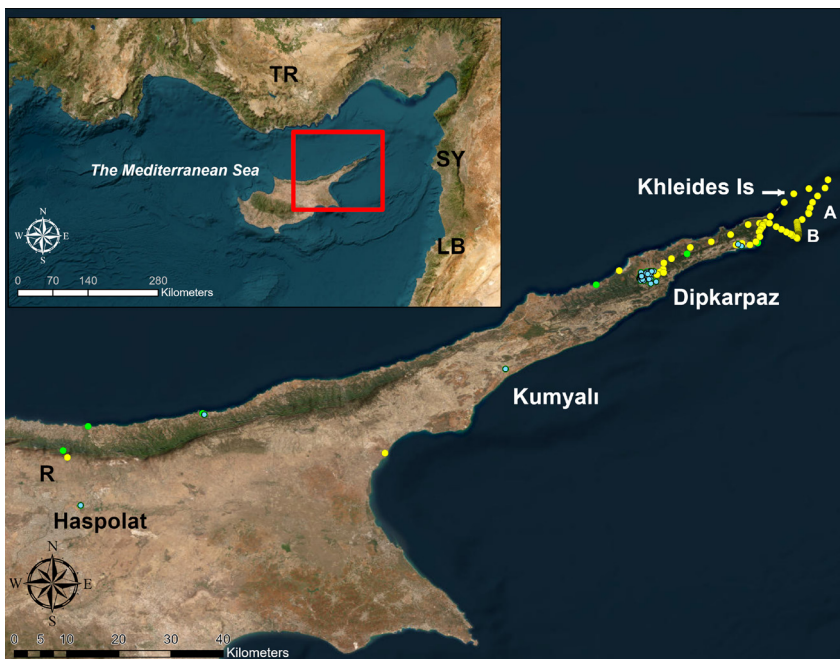 TR
The Mediterranean Sea
SY
LB
N
W E
S
0 70 140 280
Kilometers
Khleides Is
A
B
Dipkarpaz
Kumyalı
R
Haspolat
N
W E
S
0 5 10 20 30 40
Kilometers